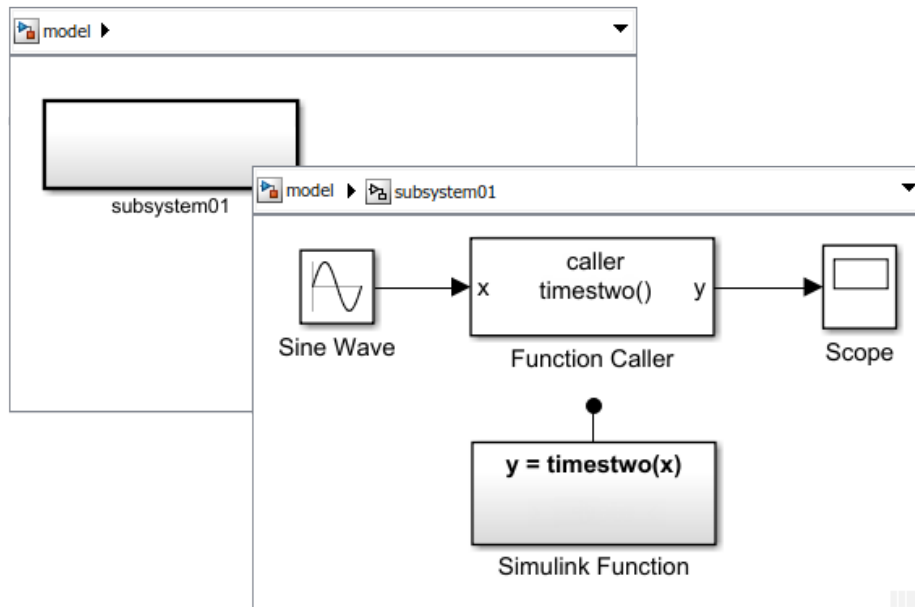 model
subsystem01
model
subsystem01
caller
timestwo()
x
y
Sine Wave
Function Caller
Scope
y = timestwo(x)
Simulink Function